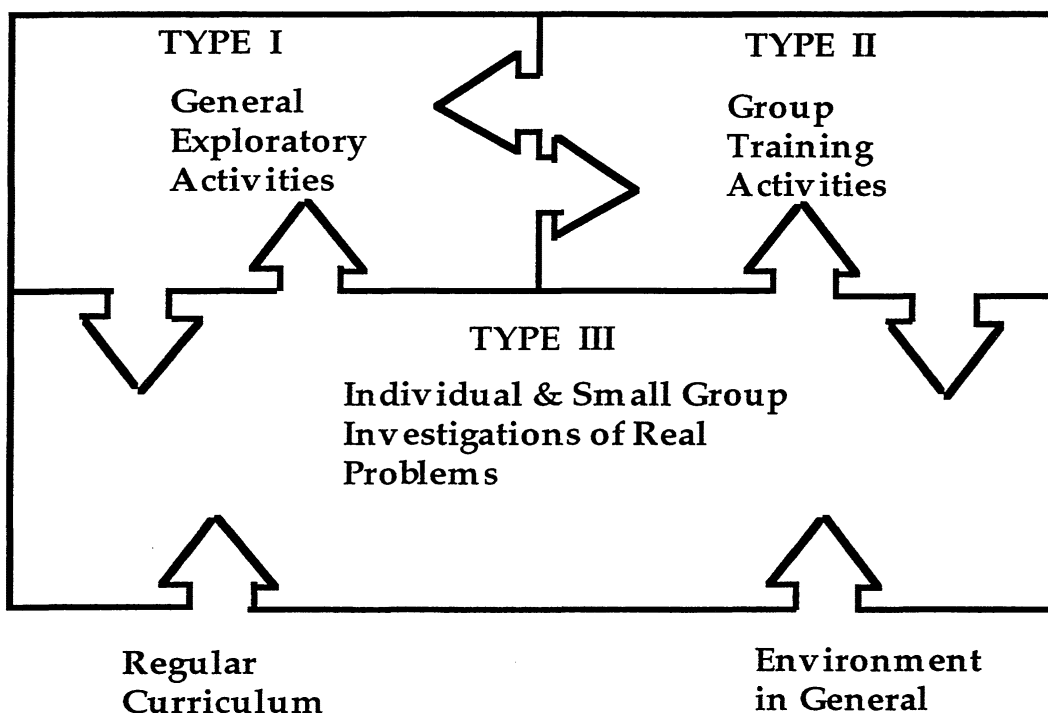 TYPE I
General
Exploratory
Activities
TYPE II
Group
Training
Activities
TYPE III
Individual & Small Group
Investigations of Real
Problems
Regular
Curriculum
Environment
in General